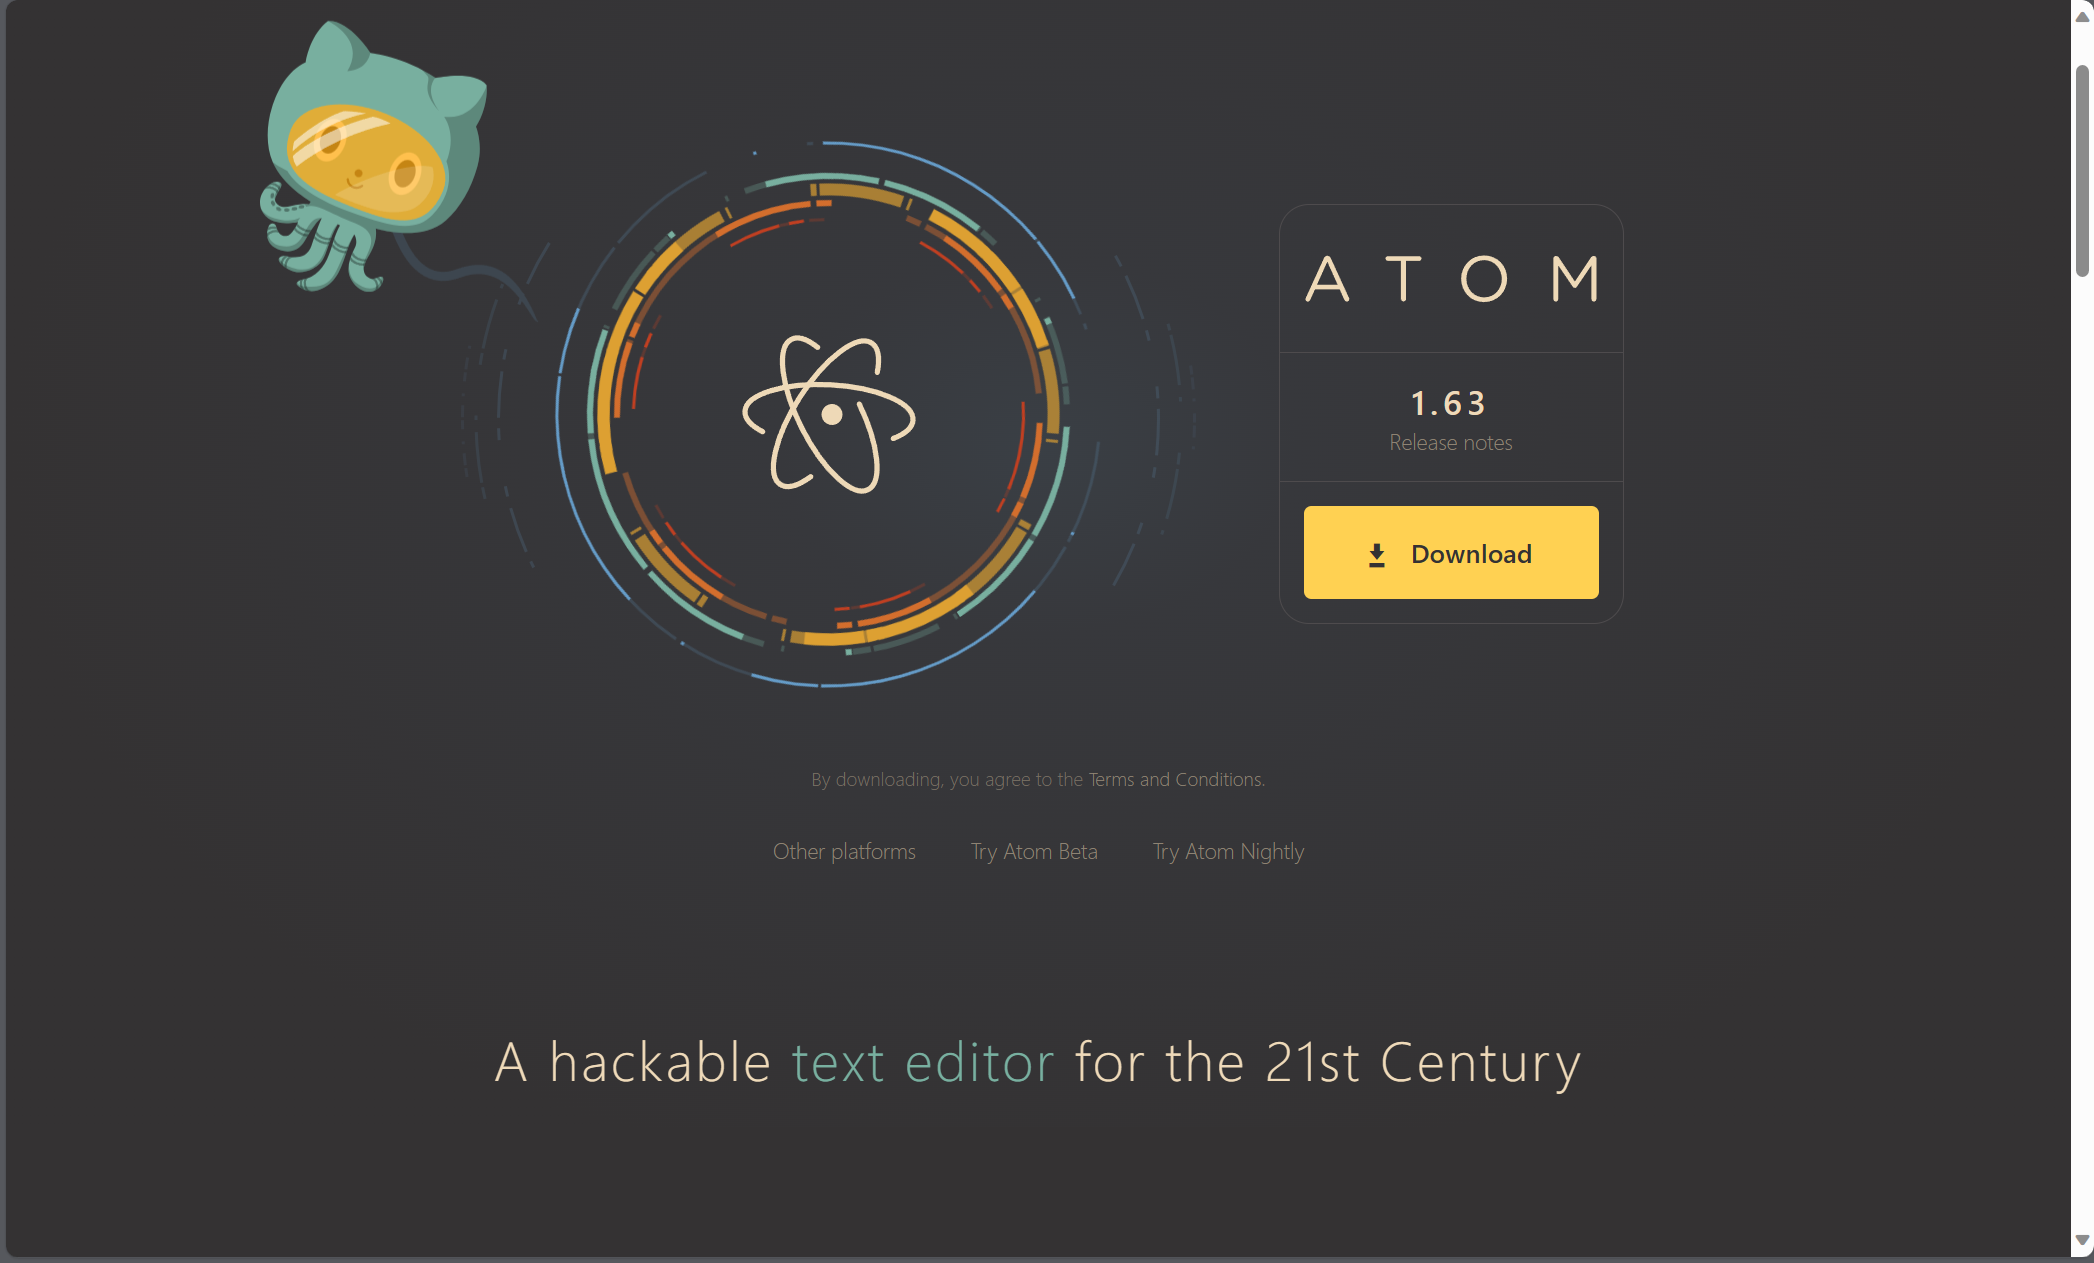 ATOM
1.63
Release notes
Download
By downloading, you agree to the Terms and Conditions.
Other platforms
Try Atom Beta
Try Atom Nightly
A hackable text editor for the 21st Century